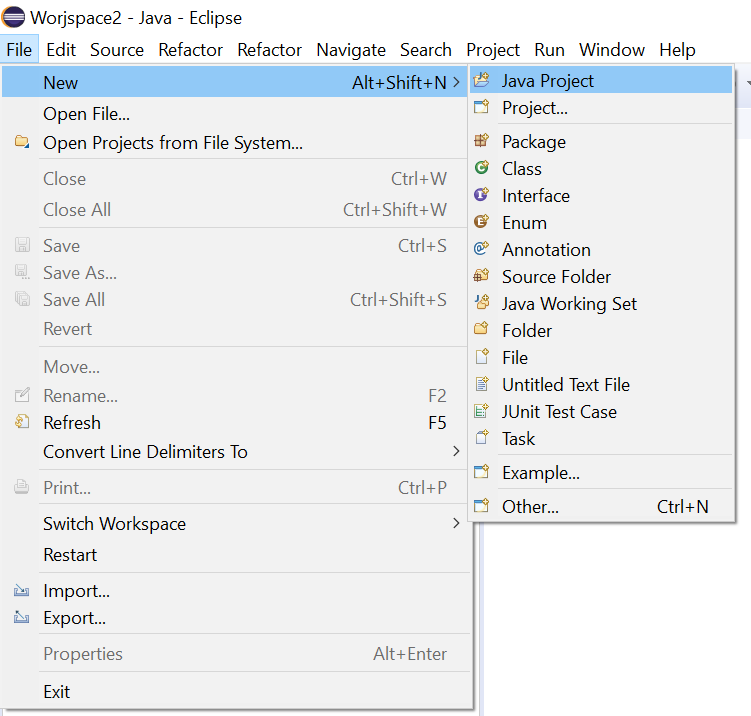 Worjspace2 - Java - Eclipse
File Edit Source Refactor Refactor Navigate Search Project Run Window Help
New Alt+Shift+N >
Open File...
Open Projects from File System...
Close Ctrl+W
Close All Ctrl+Shift+W
Save Ctrl+S
Save As...
Save All Ctrl+Shift+S
Revert
Move...
Rename... F2
Refresh F5
Convert Line Delimiters To >
Print... Ctrl+P
Switch Workspace >
Restart
Import...
Export...
Properties Alt+Enter
Exit
Java Project
Project...
Package
Class
Interface
Enum
Annotation
Source Folder
Java Working Set
Folder
File
Untitled Text File
JUnit Test Case
Task
Example...
Other... Ctrl+N